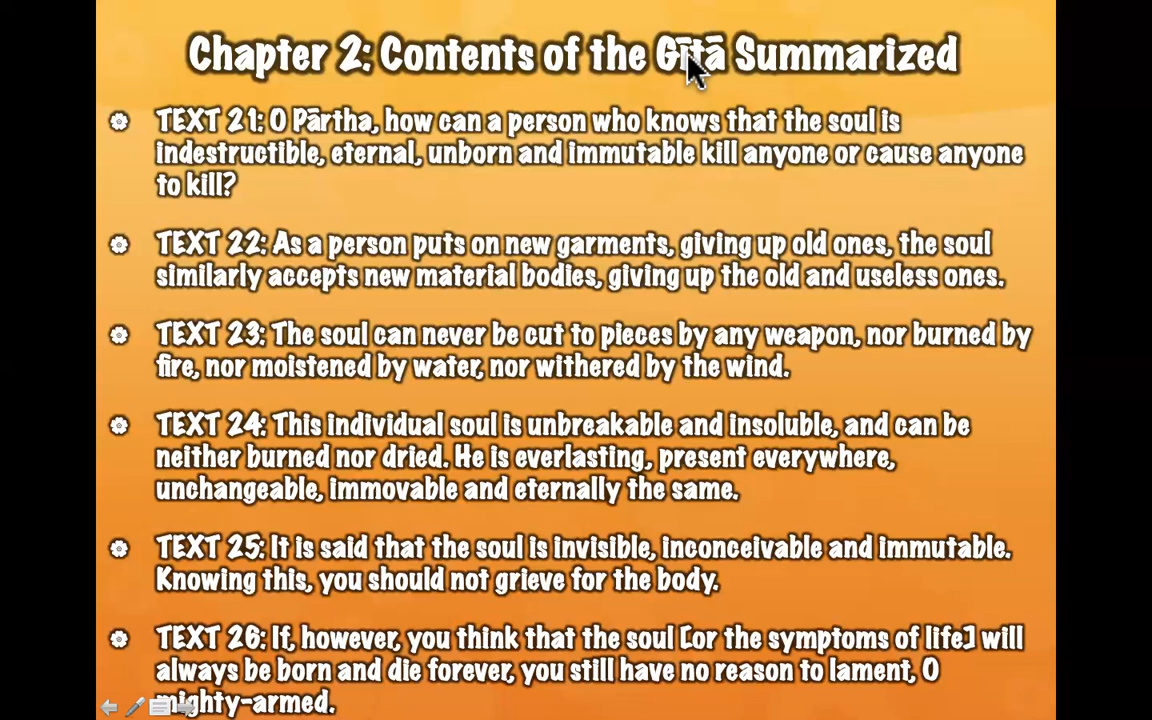 Chapter 2: Contents of the Gītā Summarized
TEXT 21: O Pārtha, how can a person who knows that the soul is
indestructible, eternal, unborn and immutable kill anyone or cause anyone
to kill?
TEXT 22: As a person puts on new garments, giving up old ones, the soul
similarly accepts new material bodies, giving up the old and useless ones.
TEXT 23: The soul can never be cut to pieces by any weapon, nor burned by
fire, nor moistened by water, nor withered by the wind.
TEXT 24: This individual soul is unbreakable and insoluble, and can be
neither burned nor dried. He is everlasting, present everywhere,
unchangeable, immovable and eternally the same.
TEXT 25: It is said that the soul is invisible, inconceivable and immutable.
Knowing this, you should not grieve for the body.
TEXT 26: If, however, you think that the soul [or the symptoms of life] will
always be born and die forever, you still have no reason to lament, O
mighty-armed.